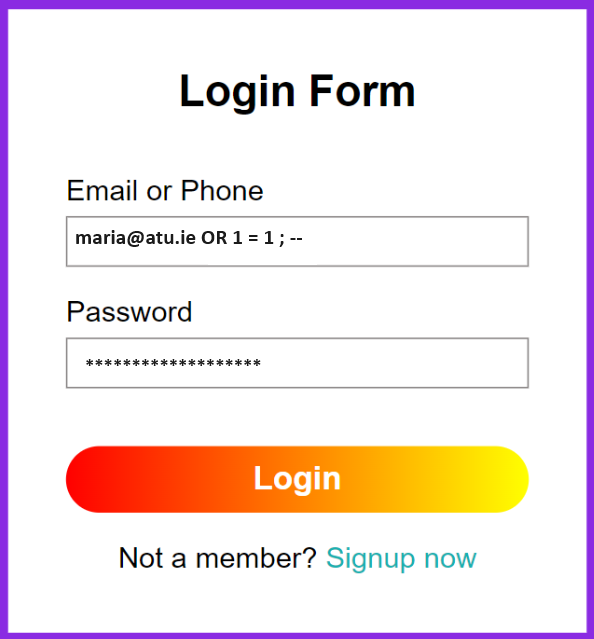 Login Form
Email or Phone
maria@atu.ie OR 1 = 1 ; --
Password
*******************
Login
Not a member? Signup now